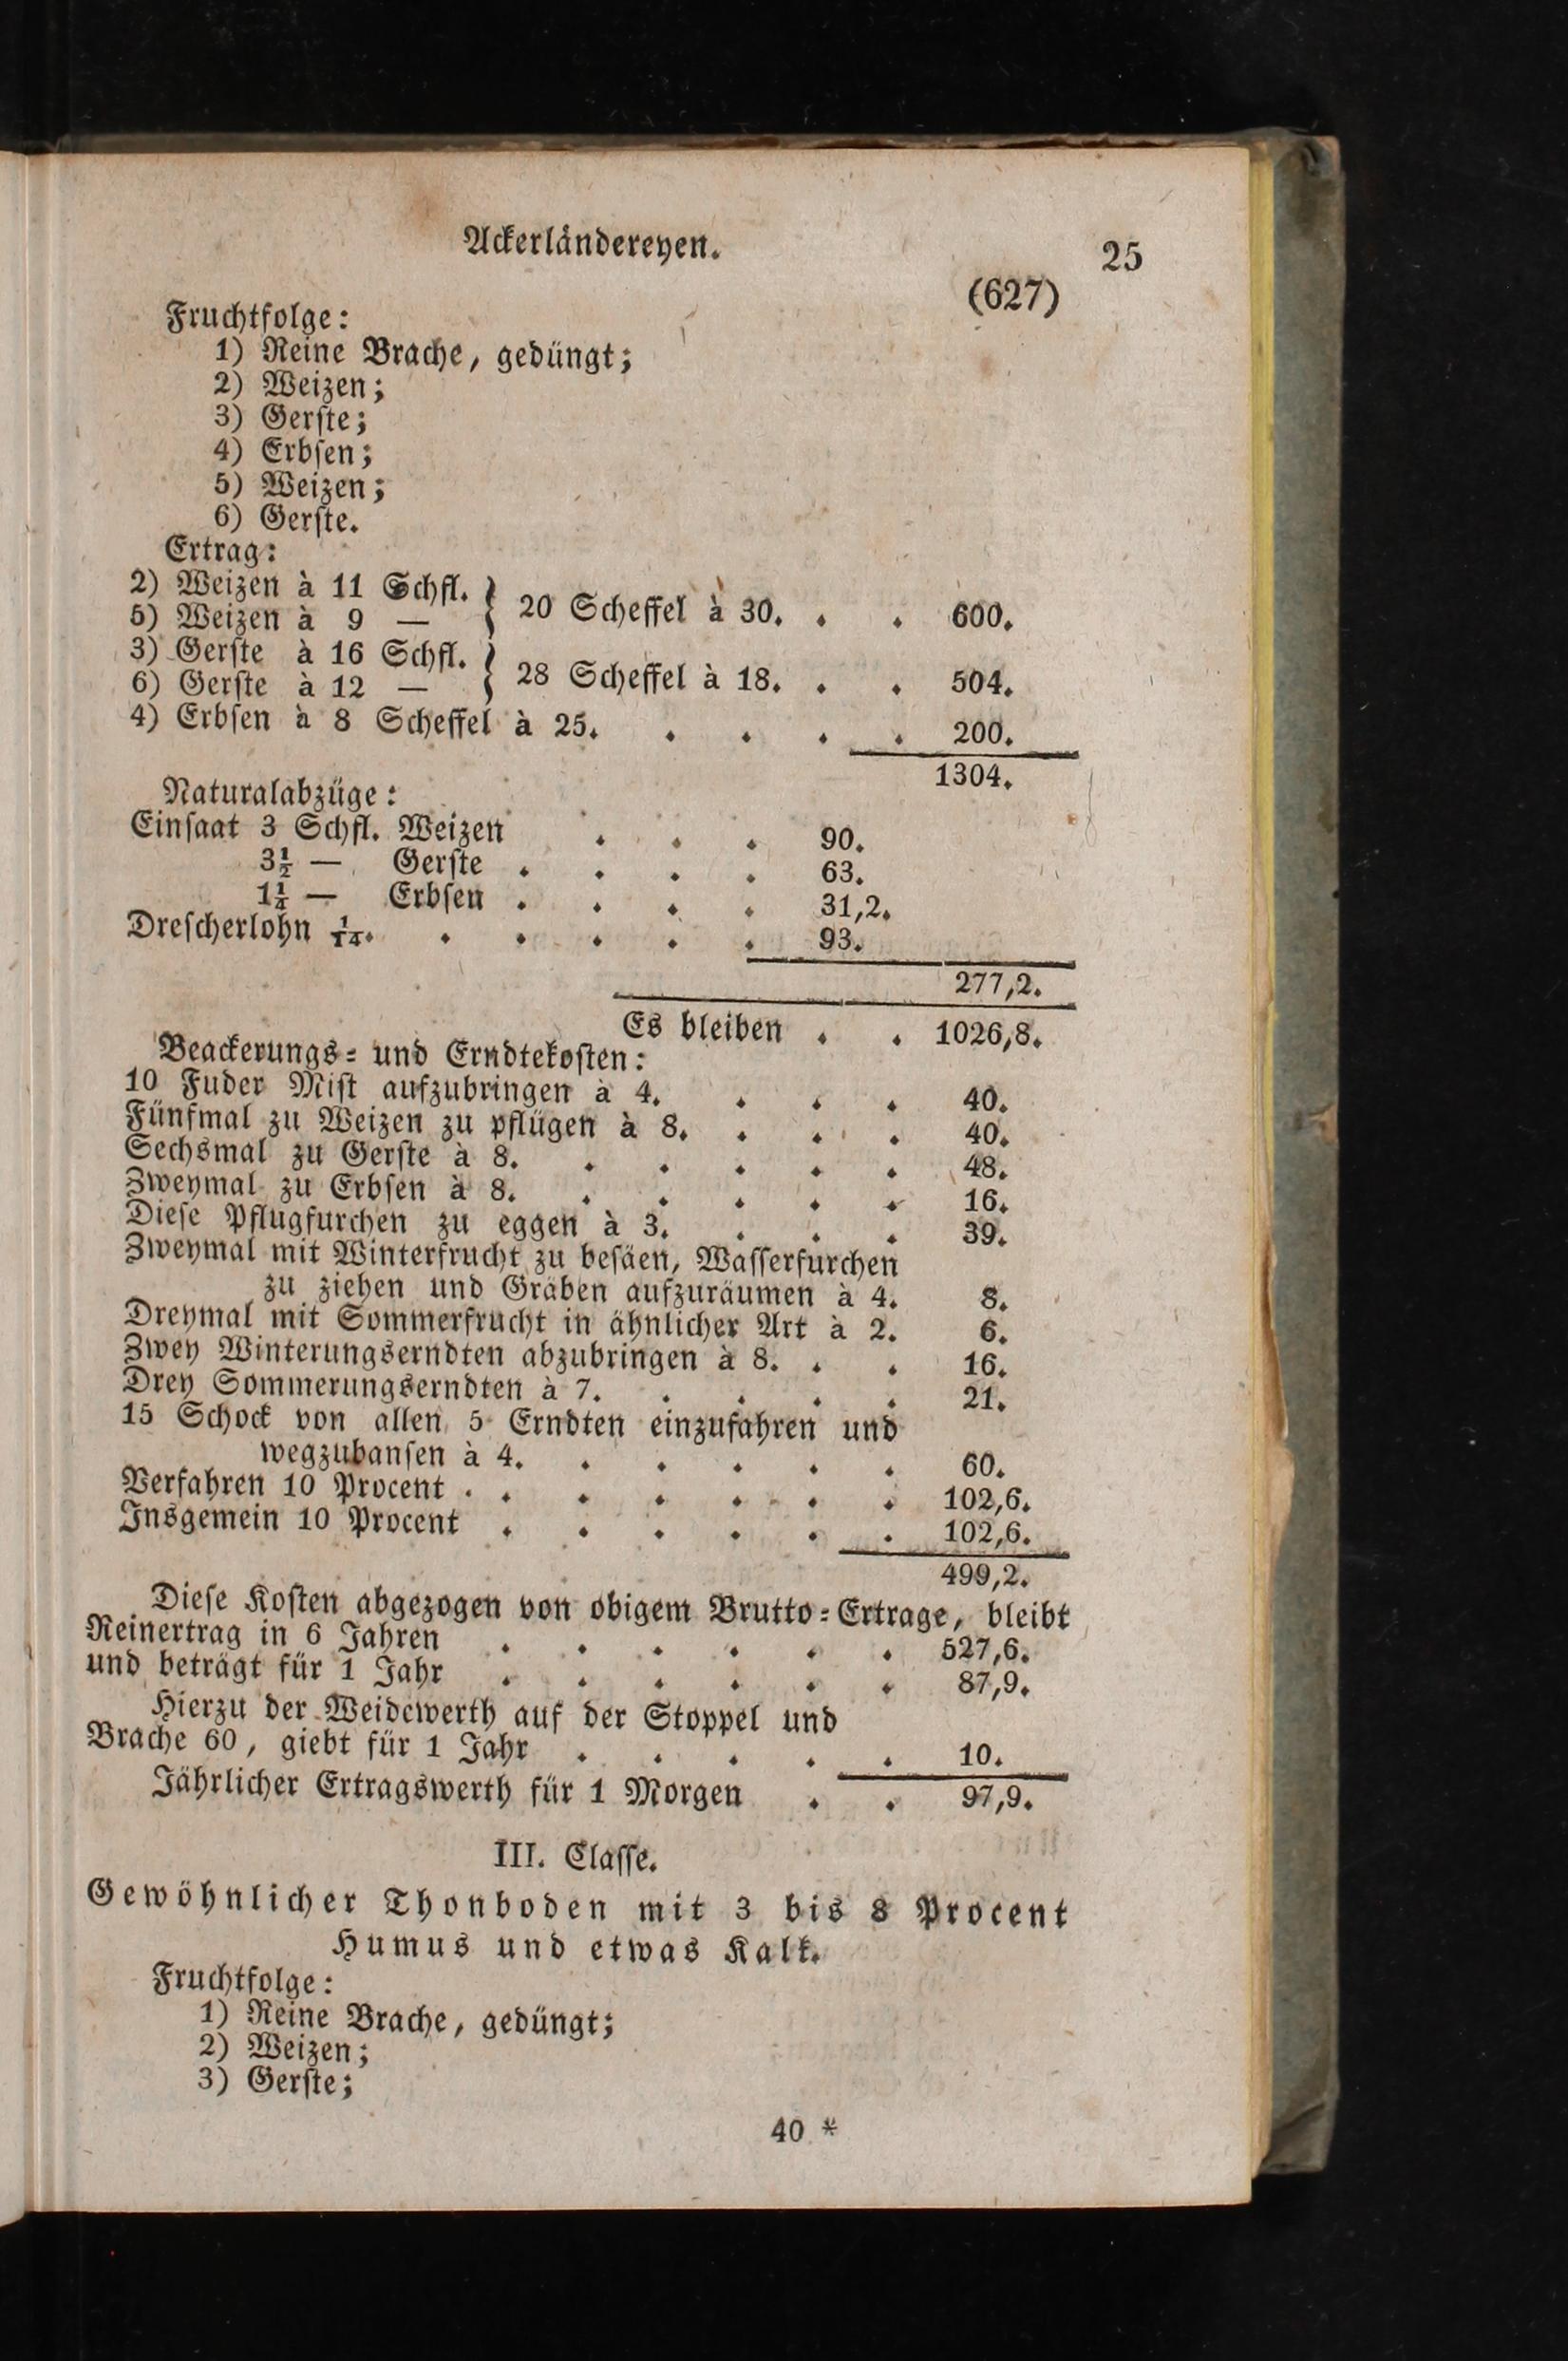 Ackerländereyen.
25
(627)
Fruchtfolge:
1) Reine Brache, gedüngt;
2) Weizen;
3) Gerſte;
4) Erbſen;
5) Weizen;
6) Gerſte.
Ertrag:
2) Weizen à 11 Schfl. } 20 Scheffel à 30. . . 600.
5) Weizen à 9 —
3) Gerſte à 16 Schfl. } 28 Scheffel à 18. . . 504.
6) Gerſte à 12 —
4) Erbſen à 8 Scheffel à 25. . . . . 200.
1304.
Naturalabzüge:
Einſaat 3 Schfl. Weizen . . . 90.
3½ — Gerſte . . . . 63.
1¼ — Erbſen . . . . 31,2.
Dreſcherlohn 1/14. . . . . . 93.
277,2.
Es bleiben . . 1026,8.
Beackerungs- und Erndtekoſten:
10 Fuder Miſt aufzubringen à 4. . . . 40.
Fünfmal zu Weizen zu pflügen à 8. . . . 40.
Sechsmal zu Gerſte à 8. . . . . . 48.
Zweymal zu Erbſen à 8. . . . . . 16.
Dieſe Pflugfurchen zu eggen à 3. . . . 39.
Zweymal mit Winterfrucht zu beſäen, Waſſerfurchen
zu ziehen und Gräben aufzuräumen à 4. 8.
Dreymal mit Sommerfrucht in ähnlicher Art à 2. 6.
Zwey Winterungserndten abzubringen à 8. . . 16.
Drey Sommerungserndten à 7. . . . . 21.
15 Schock von allen 5 Erndten einzufahren und
wegzubanſen à 4. . . . . . 60.
Verfahren 10 Procent . . . . . . . 102,6.
Insgemein 10 Procent . . . . . . 102,6.
499,2.
Dieſe Koſten abgezogen von obigem Brutto-Ertrage, bleibt
Reinertrag in 6 Jahren . . . . . . 527,6.
und beträgt für 1 Jahr . . . . . . 87,9.
Hierzu der Weidewerth auf der Stoppel und
Brache 60, giebt für 1 Jahr . . . . . 10.
Jährlicher Ertragswerth für 1 Morgen . . 97,9.
III. Claſſe.
Gewöhnlicher Thonboden mit 3 bis 8 Procent
Humus und etwas Kalk.
Fruchtfolge:
1) Reine Brache, gedüngt;
2) Weizen;
3) Gerſte;
40 *